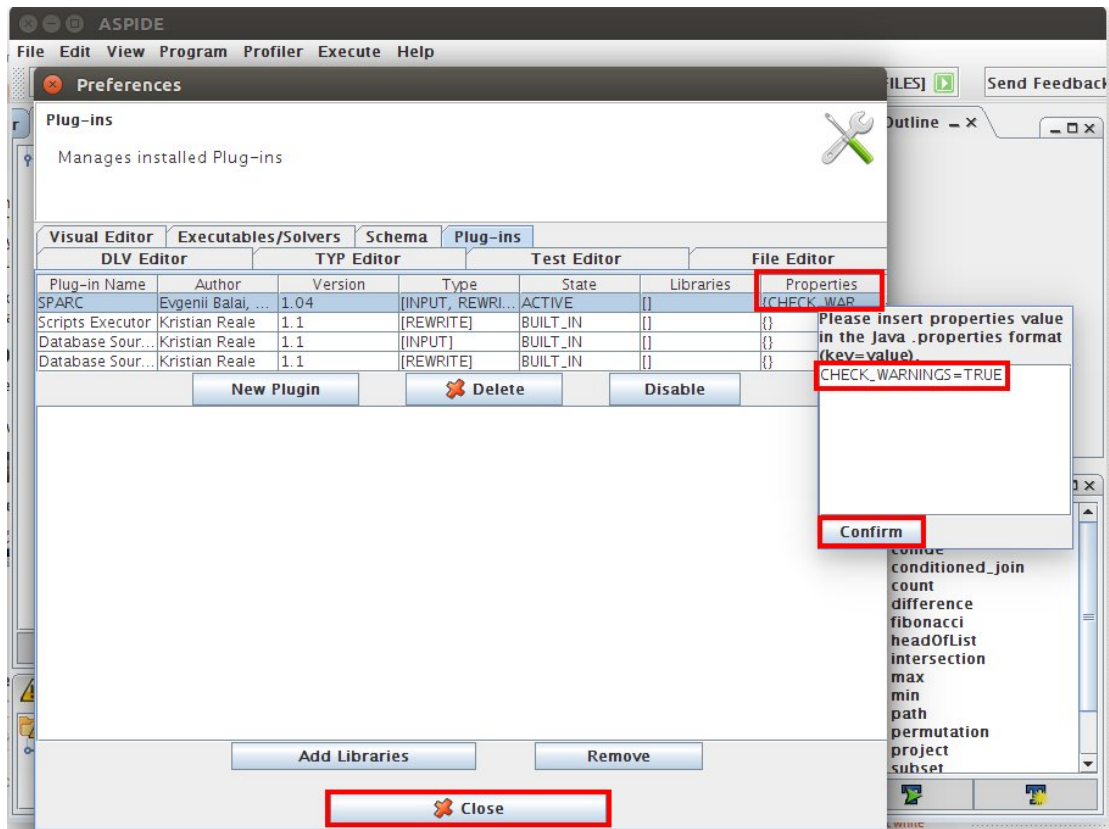 ASPIDE
File Edit View Program Profiler Execute Help
Preferences
FILES]
Send Feedback
Plug-ins
Outline
Manages installed Plug-ins
Visual Editor Executables/Solvers Schema Plug-ins
DLV Editor TYP Editor Test Editor File Editor
Plug-in Name Author Version Type State Libraries Properties
SPARC Evgenii Balai, ... 1.04 [INPUT, REWRI... ACTIVE [] {CHECK_WAR
Scripts Executor Kristian Reale 1.1 [REWRITE] BUILT_IN [] {}
Database Sour... Kristian Reale 1.1 [INPUT] BUILT_IN [] {}
Database Sour... Kristian Reale 1.1 [REWRITE] BUILT_IN [] {}
Please insert properties value
in the Java .properties format
(key=value).
CHECK_WARNINGS=TRUE
New Plugin Delete Disable
Confirm
conditioned_join
count
difference
fibonacci
headOfList
intersection
max
min
path
permutation
project
subset
Add Libraries Remove
Close